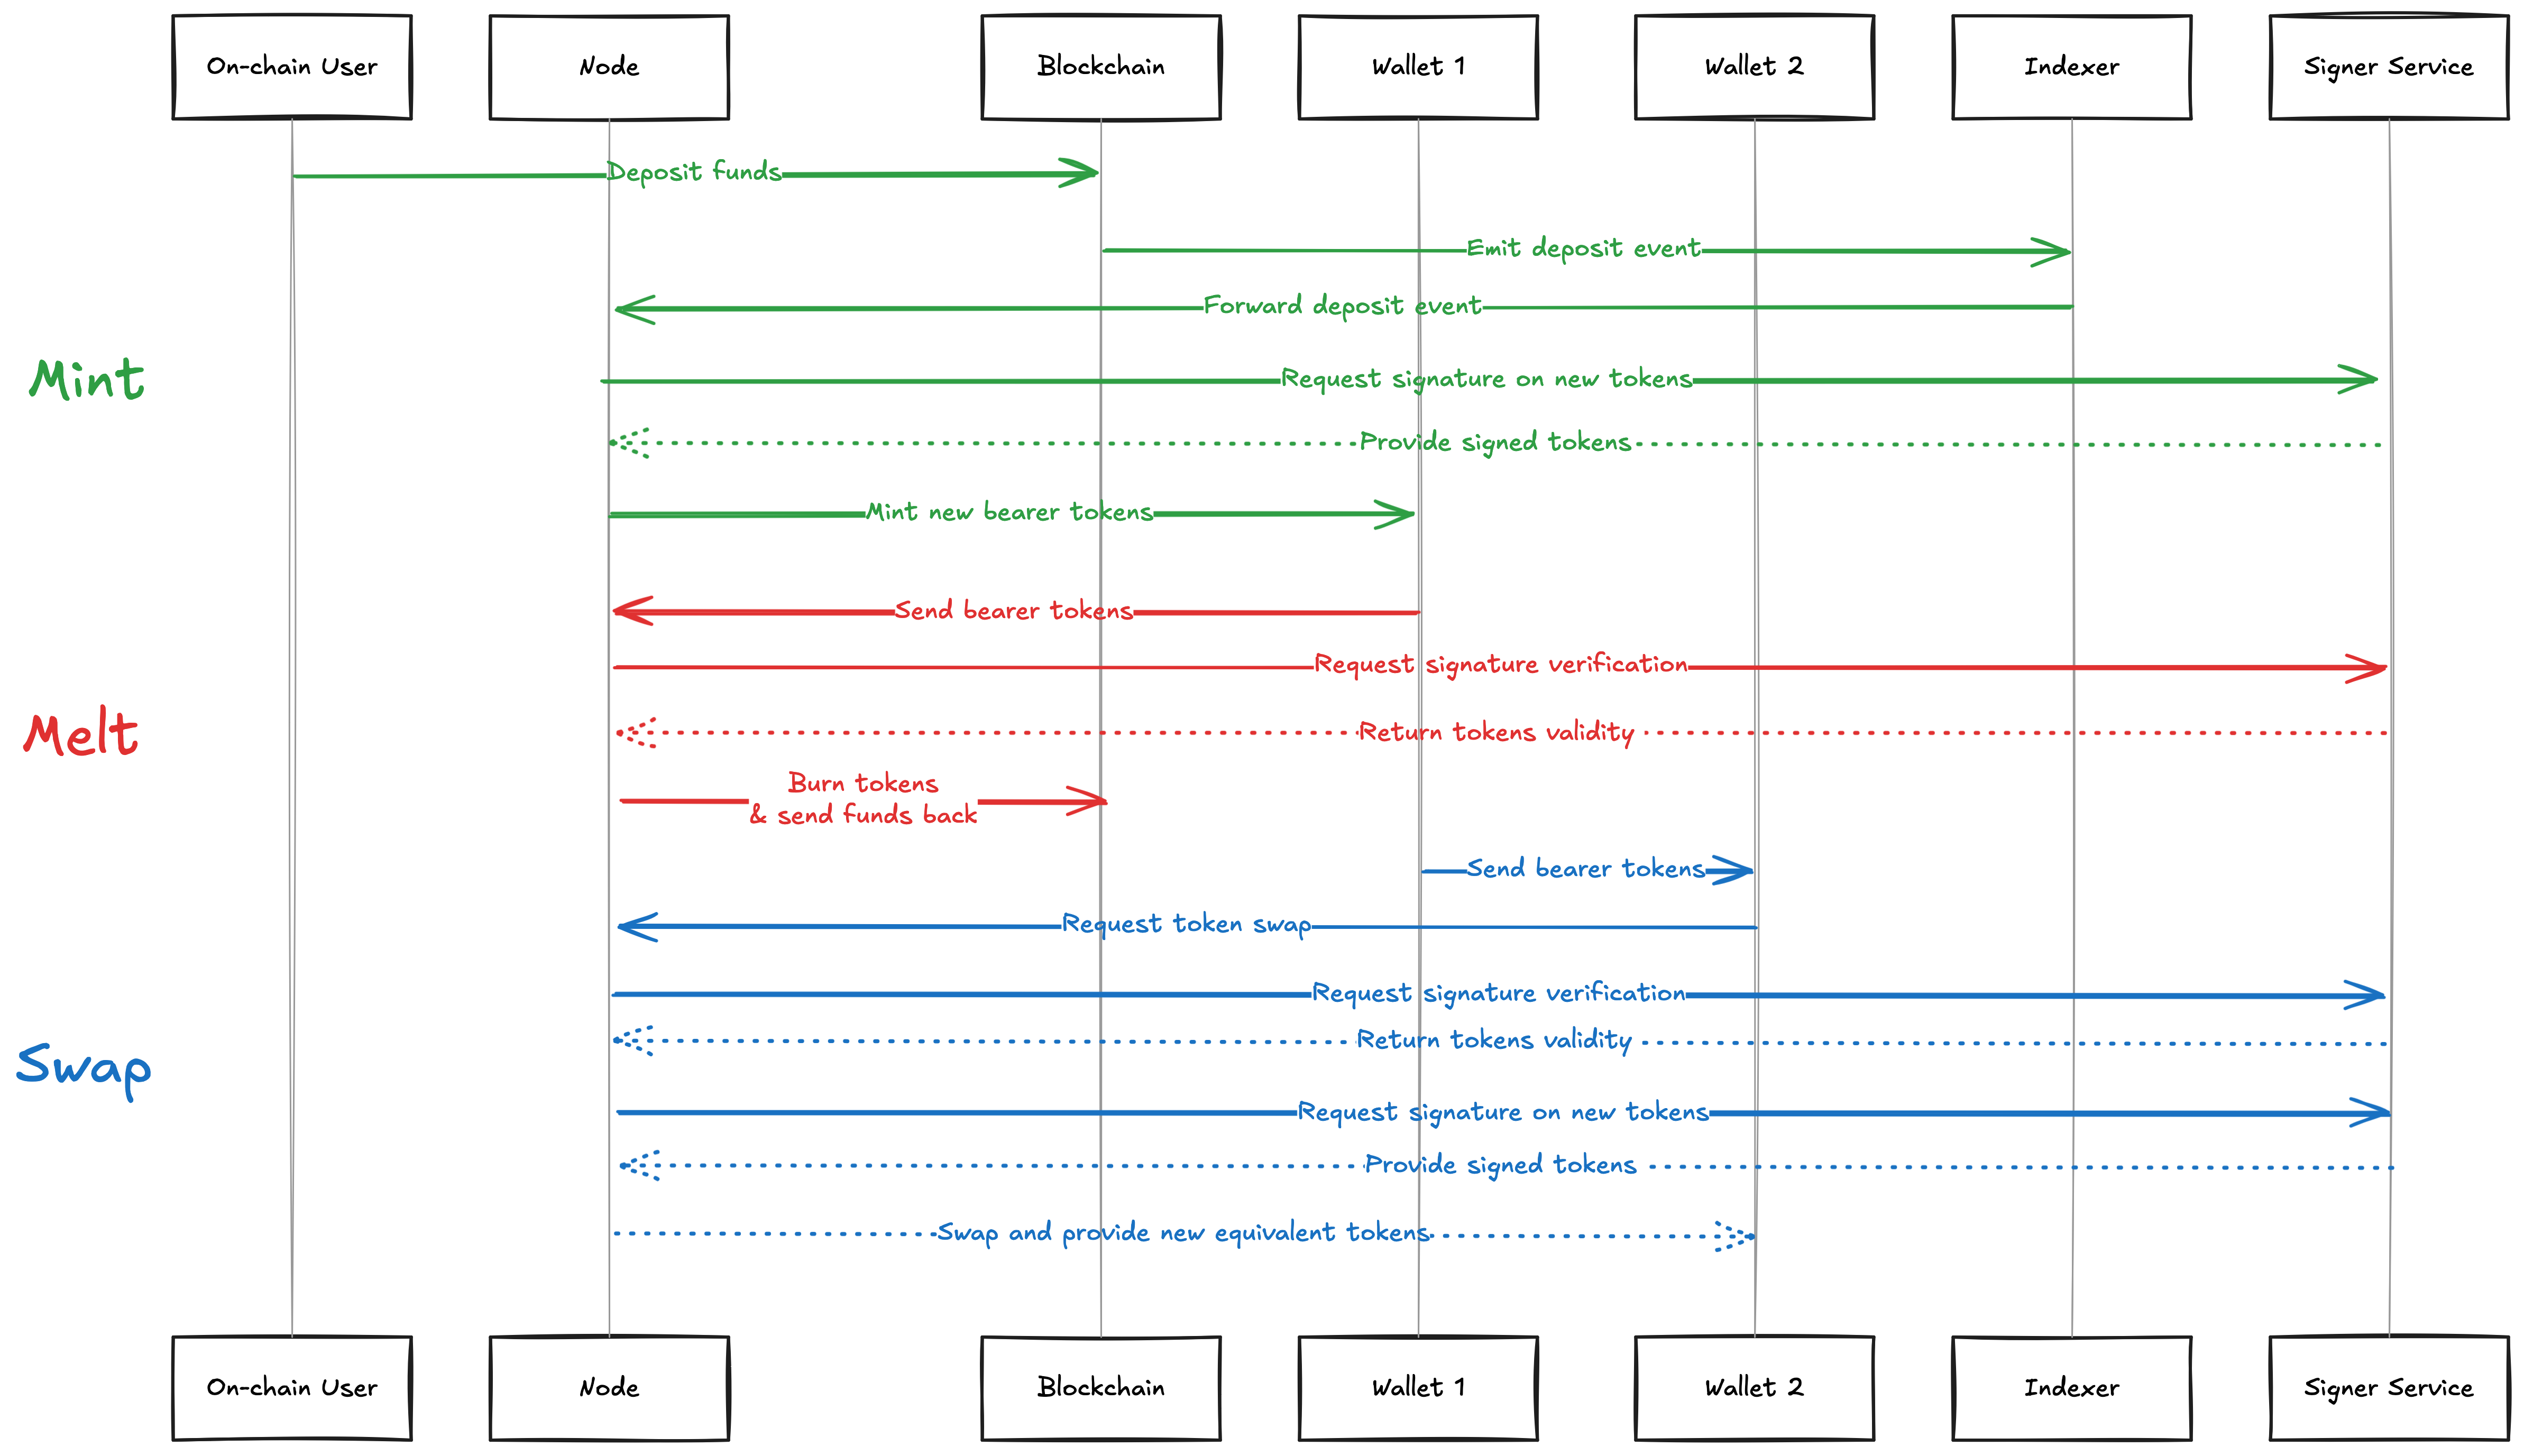 On-chain User
Node
Blockchain
Wallet 1
Wallet 2
Indexer
Signer Service
Deposit funds
Emit deposit event
Forward deposit event
Mint
Request signature on new tokens
Provide signed tokens
Mint new bearer tokens
Send bearer tokens
Request signature verification
Melt
Return tokens validity
Burn tokens
& send funds back
Send bearer tokens
Request token swap
Request signature verification
Return tokens validity
Swap
Request signature on new tokens
Provide signed tokens
Swap and provide new equivalent tokens
On-chain User
Node
Blockchain
Wallet 1
Wallet 2
Indexer
Signer Service